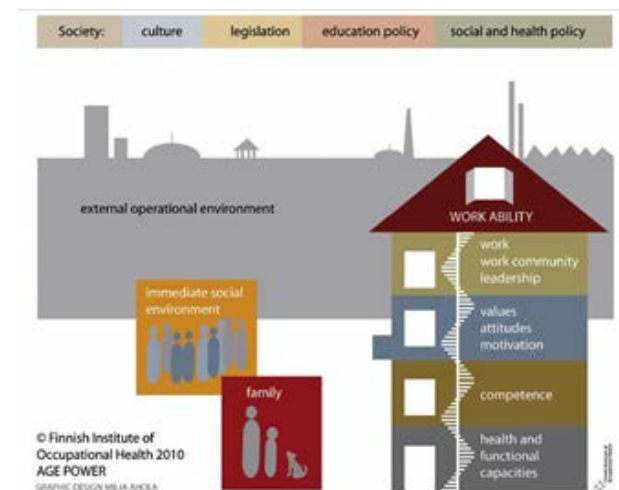 Society: culture legislation education policy social and health policy
external operational environment
WORK ABILITY
work
work community
leadership
immediate social
environment
values
attitudes
motivation
family
competence
health and
functional
capacities
© Finnish Institute of
Occupational Health 2010
AGE POWER
GRAPHIC DESIGN MILJA AHOLA